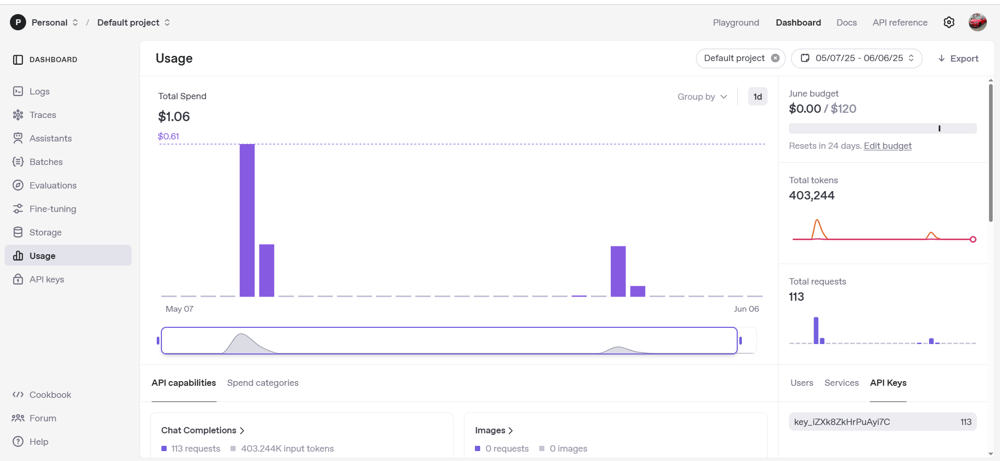 P Personal / Default project
Playground Dashboard Docs API reference
DASHBOARD
Logs
Traces
Assistants
Batches
Evaluations
Fine-tuning
Storage
Usage
API keys
Cookbook
Forum
Help
Usage
Default project 05/07/25 - 06/06/25 Export
Total Spend
$1.06
Group by 1d
$0.61
May 07 Jun 06
June budget
$0.00 / $120
Resets in 24 days. Edit budget
Total tokens
403,244
Total requests
113
API capabilities Spend categories
Chat Completions
113 requests 403.244K input tokens
Images
0 requests 0 images
Users Services API Keys
key_iZXk8ZkHrPuAyi7C 113